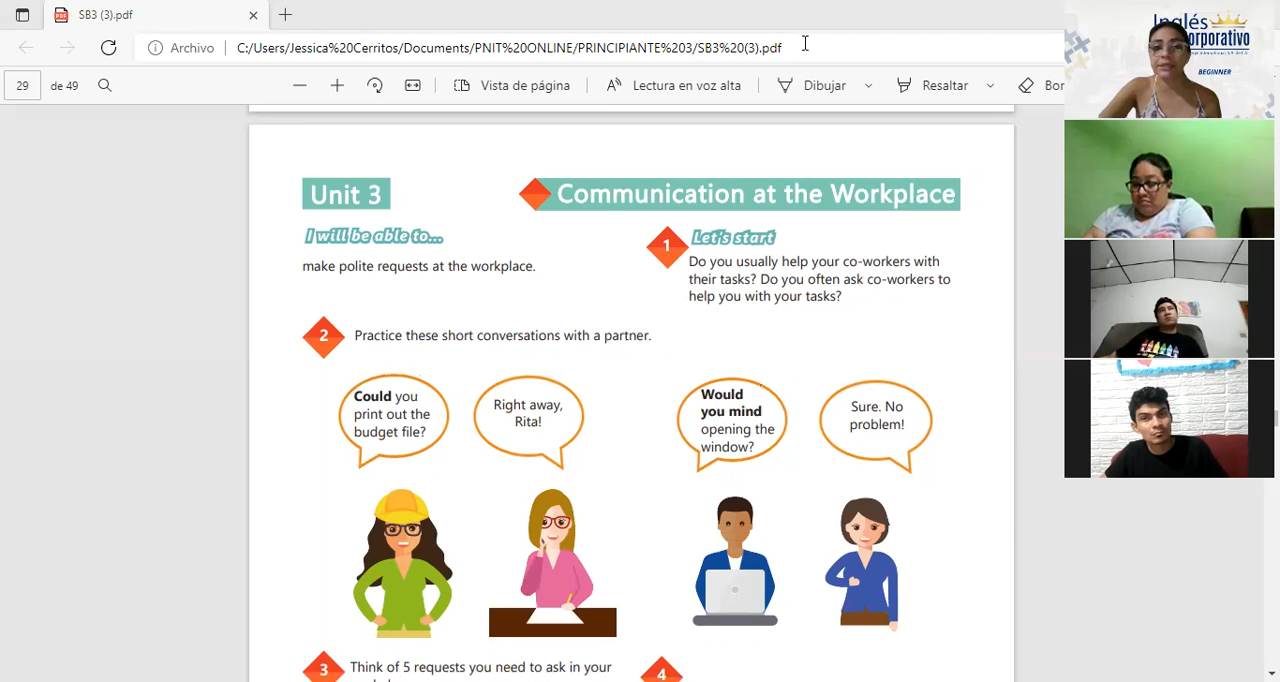 SB3 (3).pdf
Archivo
C:/Users/Jessica%20Cerritos/Documents/PNIT%20ONLINE/PRINCIPIANTE%203/SB3%20(3).pdf
29 de 49
Vista de página
Lectura en voz alta
Dibujar
Resaltar
Bor
Inglés
orporativo
BEGINNER
Unit 3
Communication at the Workplace
I will be able to...
make polite requests at the workplace.
1 Let's start
Do you usually help your co-workers with
their tasks? Do you often ask co-workers to
help you with your tasks?
2 Practice these short conversations with a partner.
Could you
print out the
budget file?
Right away,
Rita!
Would
you mind
opening the
window?
Sure. No
problem!
3 Think of 5 requests you need to ask in your
4